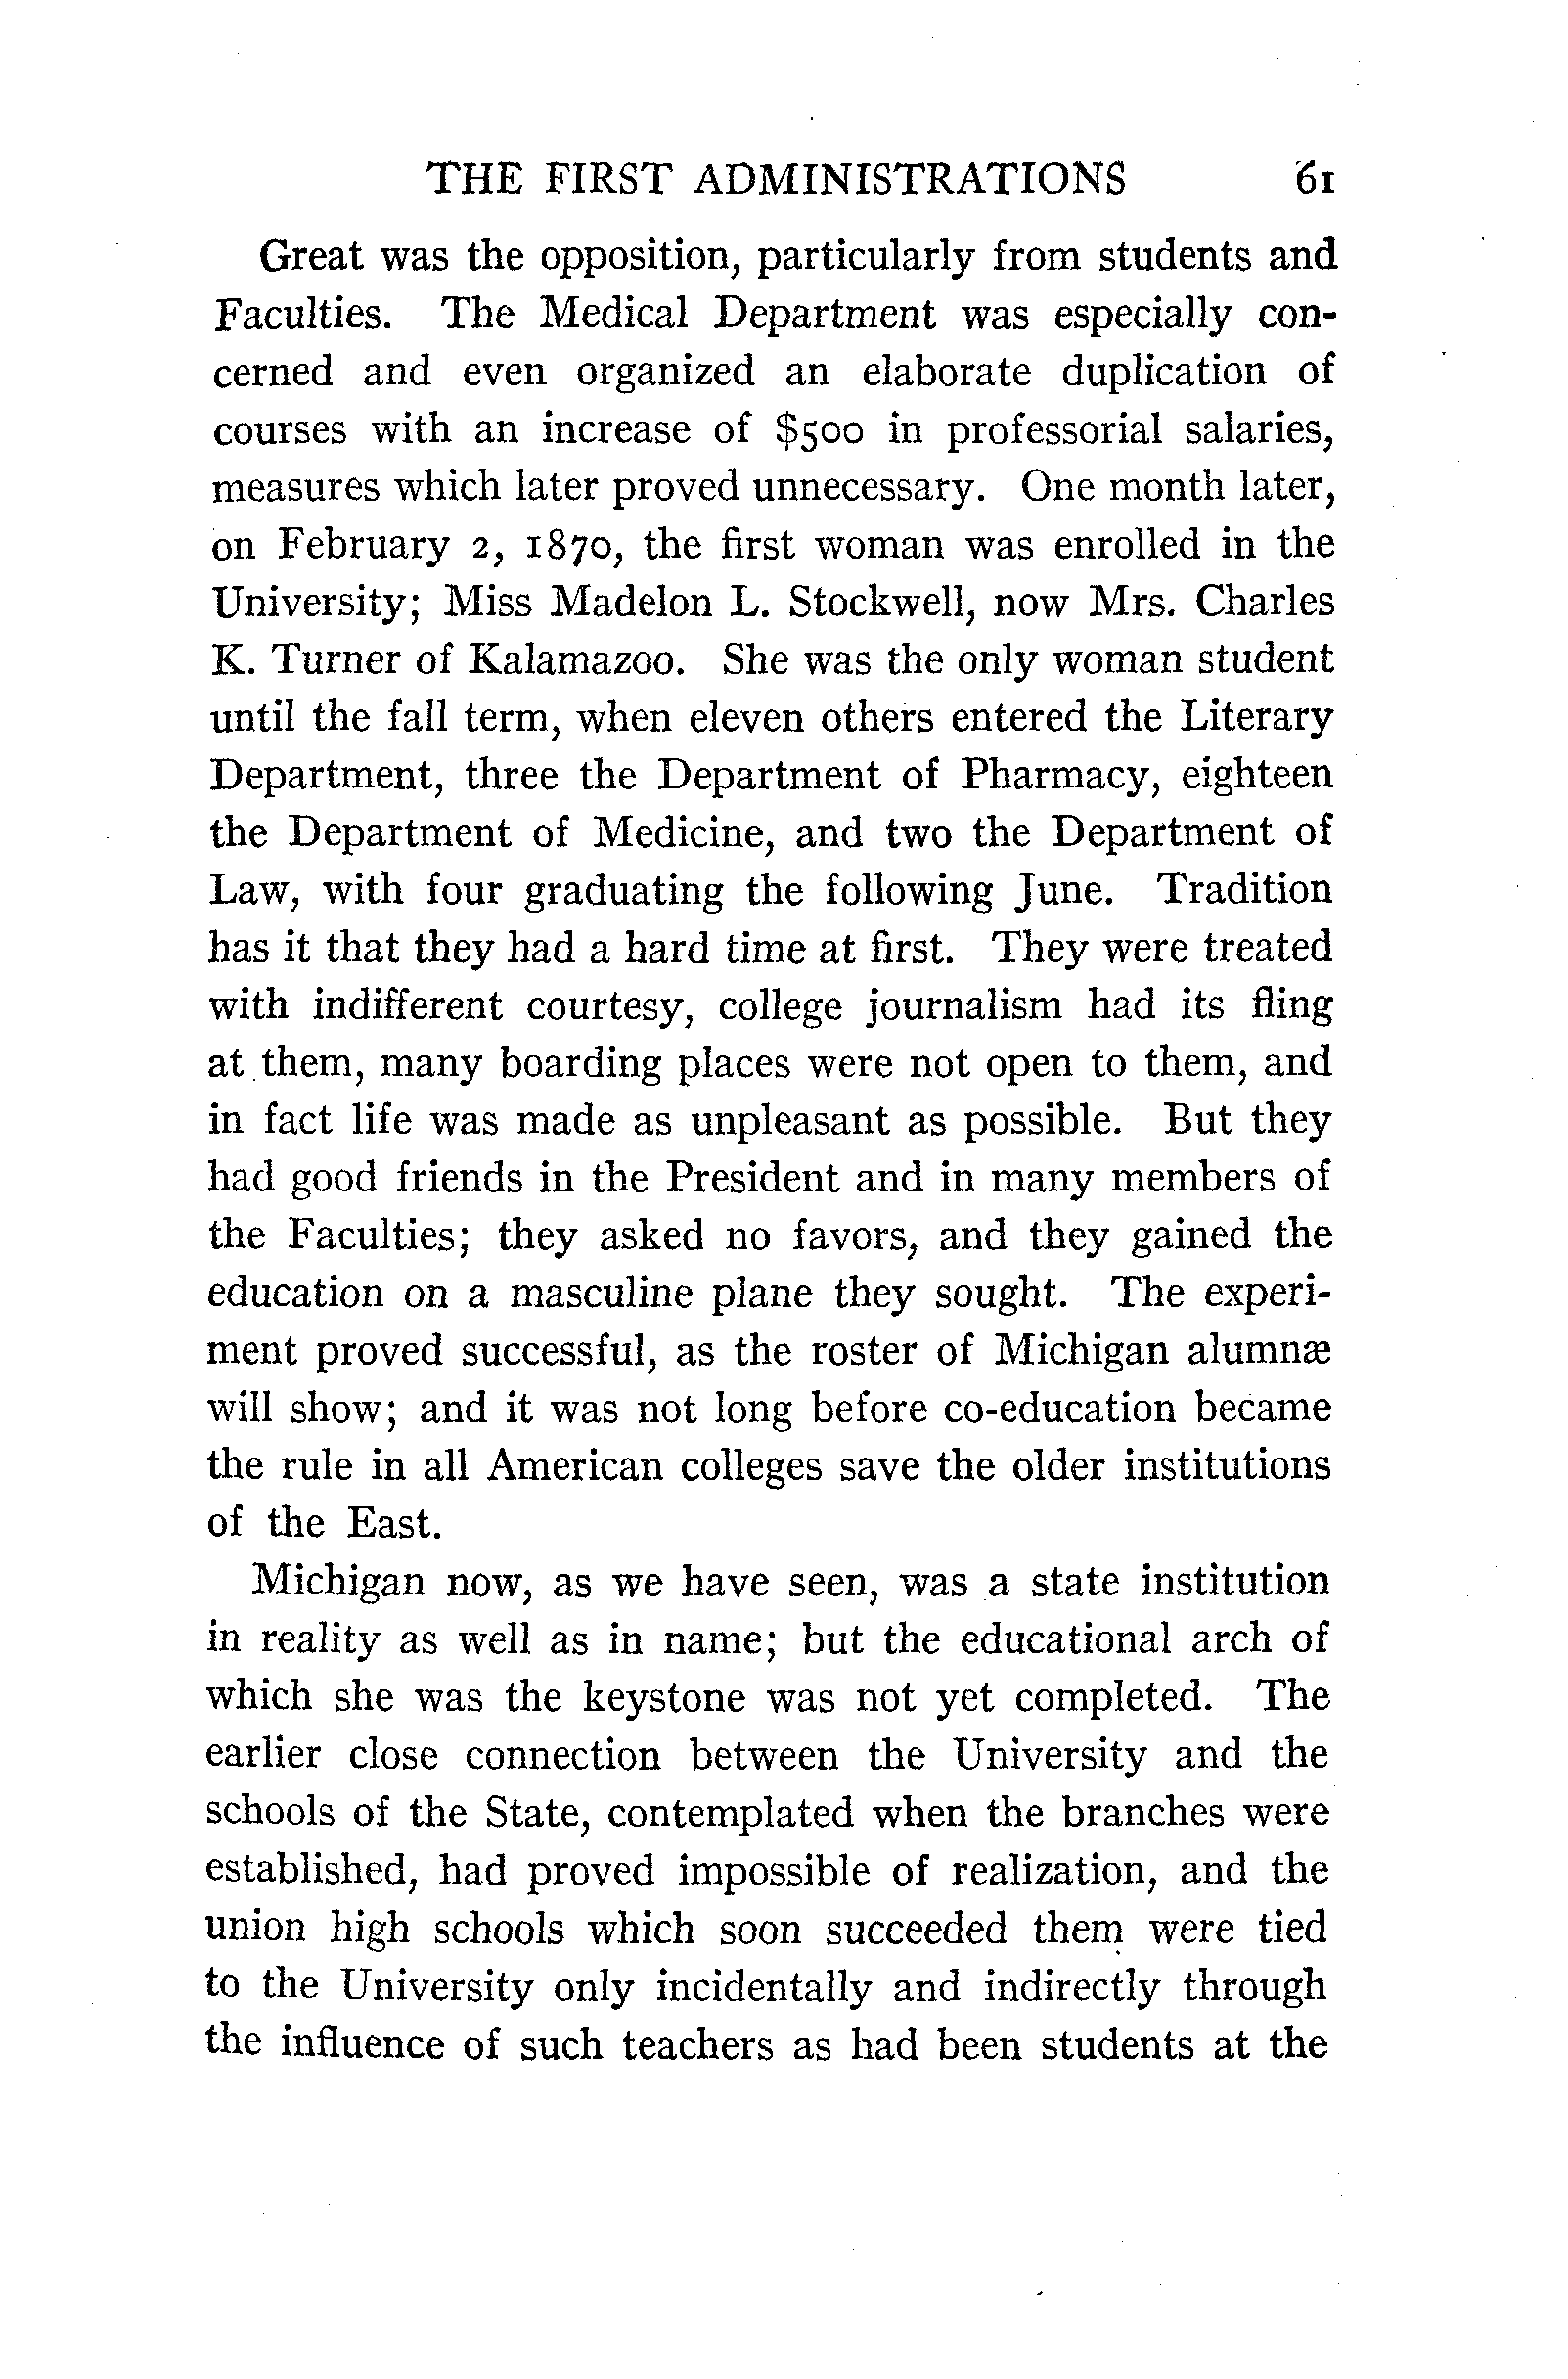 THE FIRST ADMINISTRATIONS 61
Great was the opposition, particularly from students and
Faculties. The Medical Department was especially con-
cerned and even organized an elaborate duplication of
courses with an increase of $500 in professorial salaries,
measures which later proved unnecessary. One month later,
on February 2, 1870, the first woman was enrolled in the
University; Miss Madelon L. Stockwell, now Mrs. Charles
K. Turner of Kalamazoo. She was the only woman student
until the fall term, when eleven others entered the Literary
Department, three the Department of Pharmacy, eighteen
the Department of Medicine, and two the Department of
Law, with four graduating the following June. Tradition
has it that they had a hard time at first. They were treated
with indifferent courtesy, college journalism had its fling
at them, many boarding places were not open to them, and
in fact life was made as unpleasant as possible. But they
had good friends in the President and in many members of
the Faculties; they asked no favors, and they gained the
education on a masculine plane they sought. The experi-
ment proved successful, as the roster of Michigan alumnæ
will show; and it was not long before co-education became
the rule in all American colleges save the older institutions
of the East.
Michigan now, as we have seen, was a state institution
in reality as well as in name; but the educational arch of
which she was the keystone was not yet completed. The
earlier close connection between the University and the
schools of the State, contemplated when the branches were
established, had proved impossible of realization, and the
union high schools which soon succeeded them were tied
to the University only incidentally and indirectly through
the influence of such teachers as had been students at the